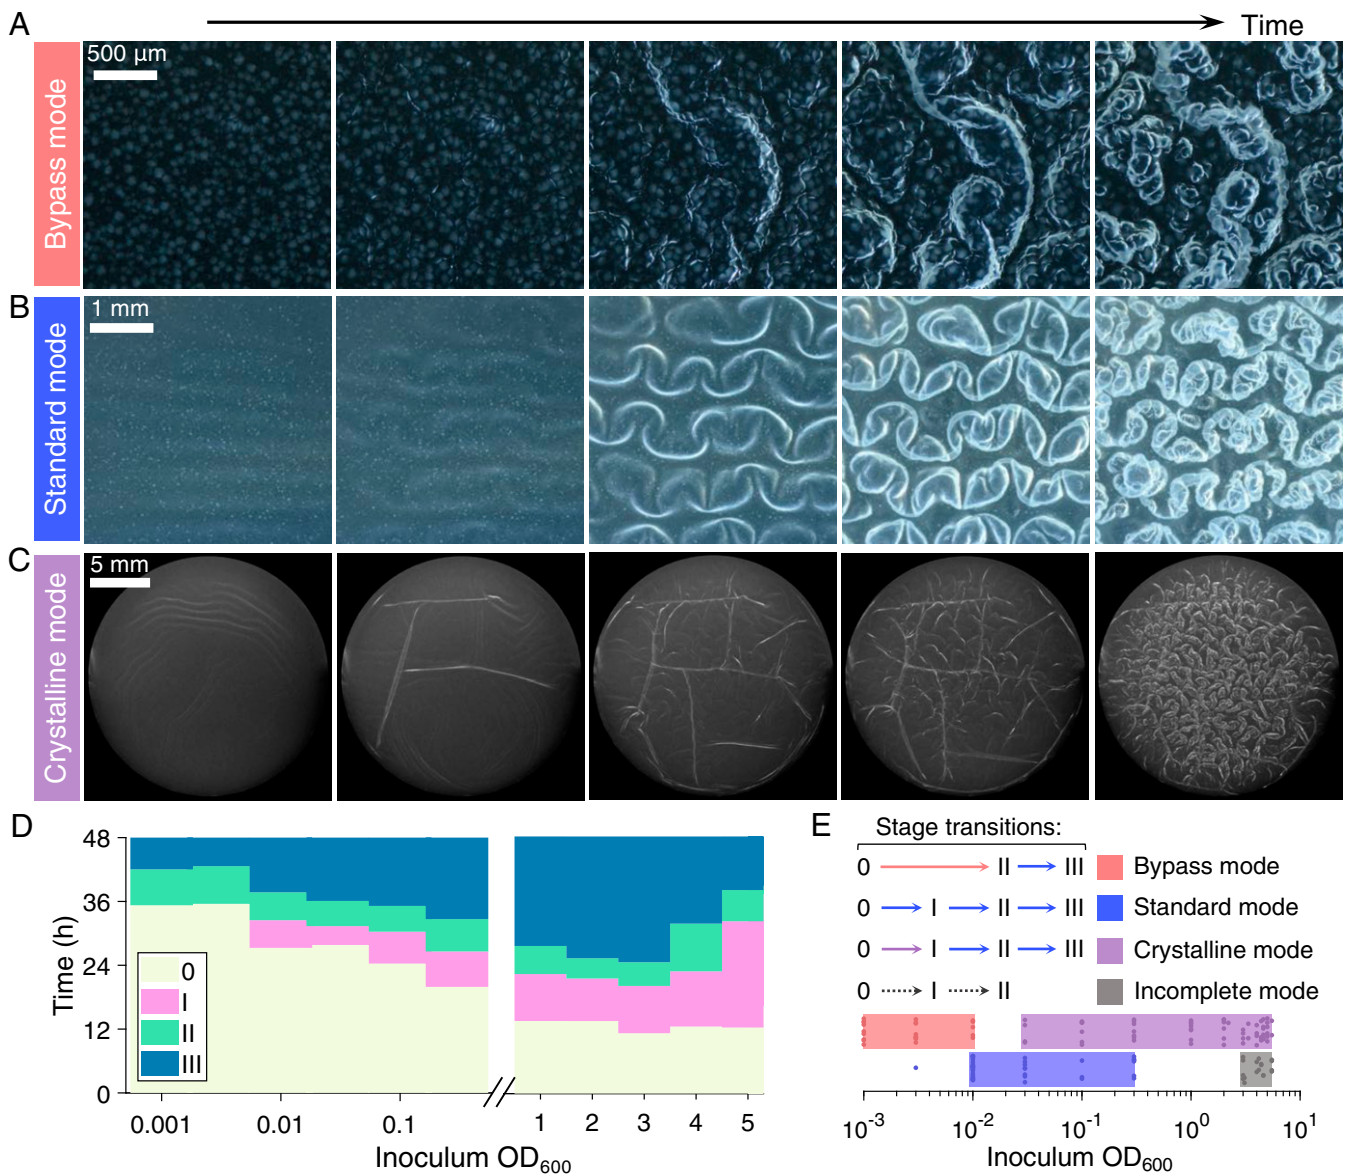 A
Time
Bypass mode
500 µm
B
Standard mode
1 mm
C
Crystalline mode
5 mm
D
48
36
24
12
0
Time (h)
0
I
II
III
0.001
0.01
0.1
1
2
3
4
5
Inoculum OD600
E
Stage transitions:
0 II III Bypass mode
0 I II III Standard mode
0 I II III Crystalline mode
0 I II Incomplete mode
10-3
10-2
10-1
100
101
Inoculum OD600